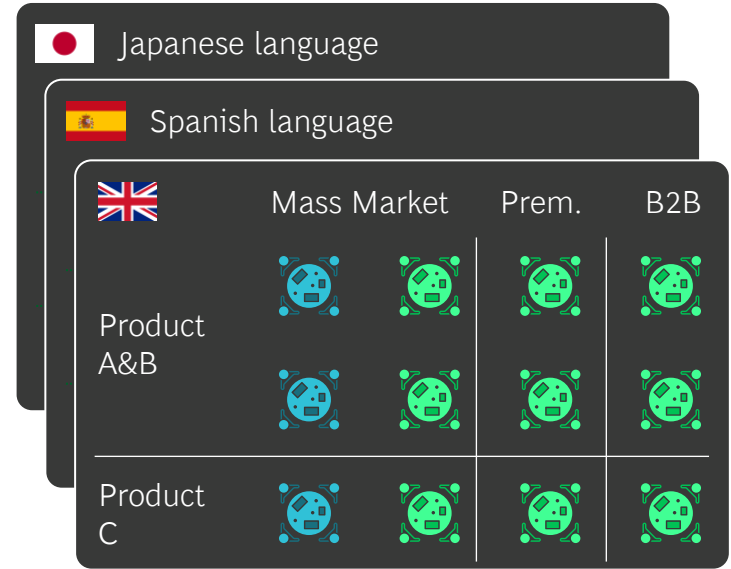 Japanese language
Spanish language
Mass Market Prem. B2B
Product
A&B
Product
C